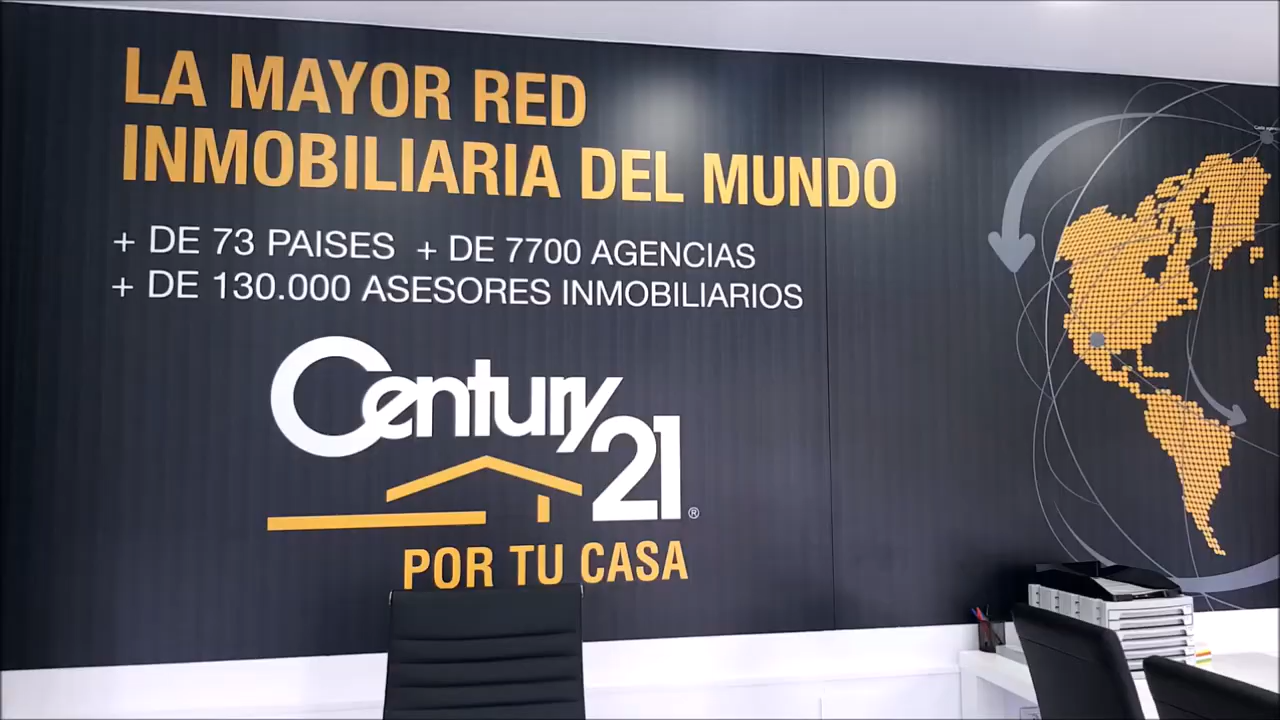 LA MAYOR RED
INMOBILIARIA DEL MUNDO
+ DE 73 PAISES + DE 7700 AGENCIAS
+ DE 130.000 ASESORES INMOBILIARIOS
Century
21®
POR TU CASA